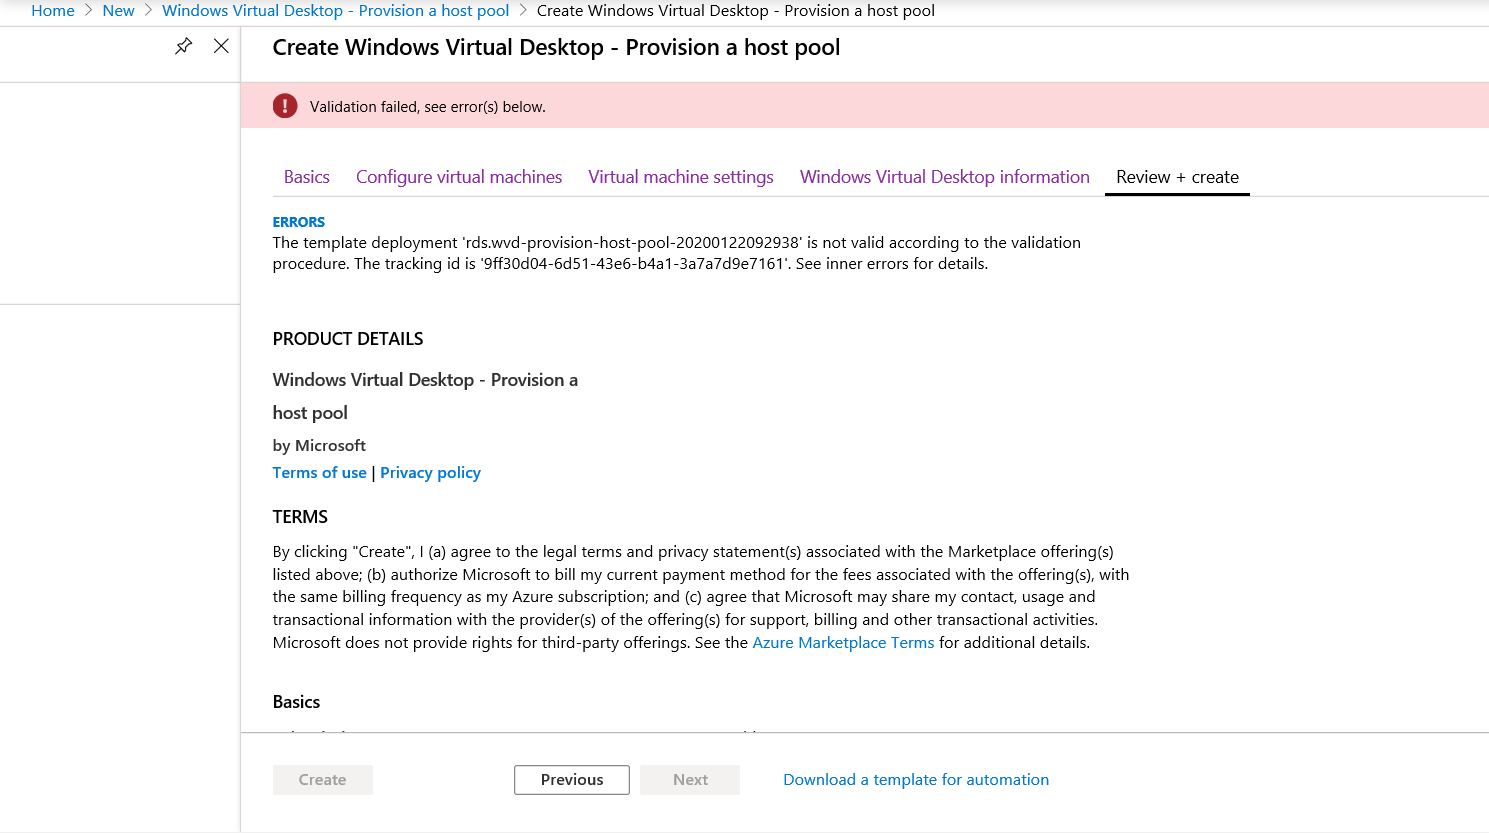 Home > New > Windows Virtual Desktop - Provision a host pool > Create Windows Virtual Desktop - Provision a host pool
Create Windows Virtual Desktop - Provision a host pool
Validation failed, see error(s) below.
Basics Configure virtual machines Virtual machine settings Windows Virtual Desktop information Review + create
ERRORS
The template deployment 'rds.wvd-provision-host-pool-20200122092938' is not valid according to the validation
procedure. The tracking id is '9ff30d04-6d51-43e6-b4a1-3a7a7d9e7161'. See inner errors for details.
PRODUCT DETAILS
Windows Virtual Desktop - Provision a
host pool
by Microsoft
Terms of use | Privacy policy
TERMS
By clicking "Create", I (a) agree to the legal terms and privacy statement(s) associated with the Marketplace offering(s)
listed above; (b) authorize Microsoft to bill my current payment method for the fees associated with the offering(s), with
the same billing frequency as my Azure subscription; and (c) agree that Microsoft may share my contact, usage and
transactional information with the provider(s) of the offering(s) for support, billing and other transactional activities.
Microsoft does not provide rights for third-party offerings. See the Azure Marketplace Terms for additional details.
Basics
Create Previous Next Download a template for automation